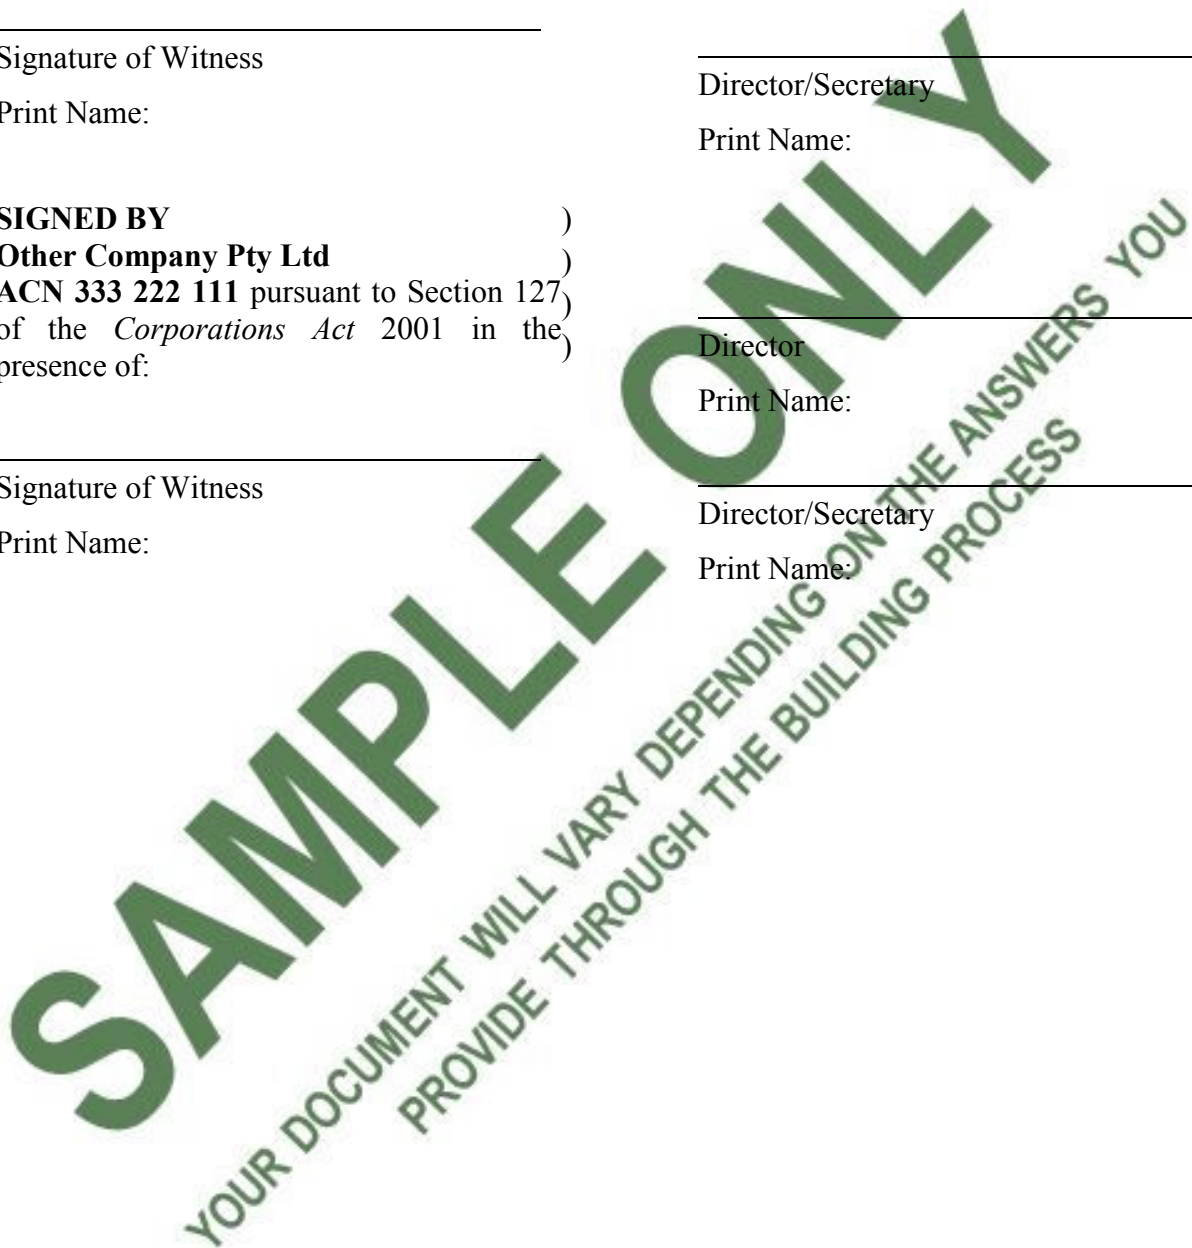 Signature of Witness
Print Name:
Director/Secretary
Print Name:
SIGNED BY )
Other Company Pty Ltd )
ACN 333 222 111 pursuant to Section 127 )
of the Corporations Act 2001 in the )
presence of:
Director
Print Name:
Signature of Witness
Print Name:
Director/Secretary
Print Name:
SAMPLE ONLY
YOUR DOCUMENT WILL VARY DEPENDING ON THE ANSWERS YOU
PROVIDE THROUGH THE BUILDING PROCESS